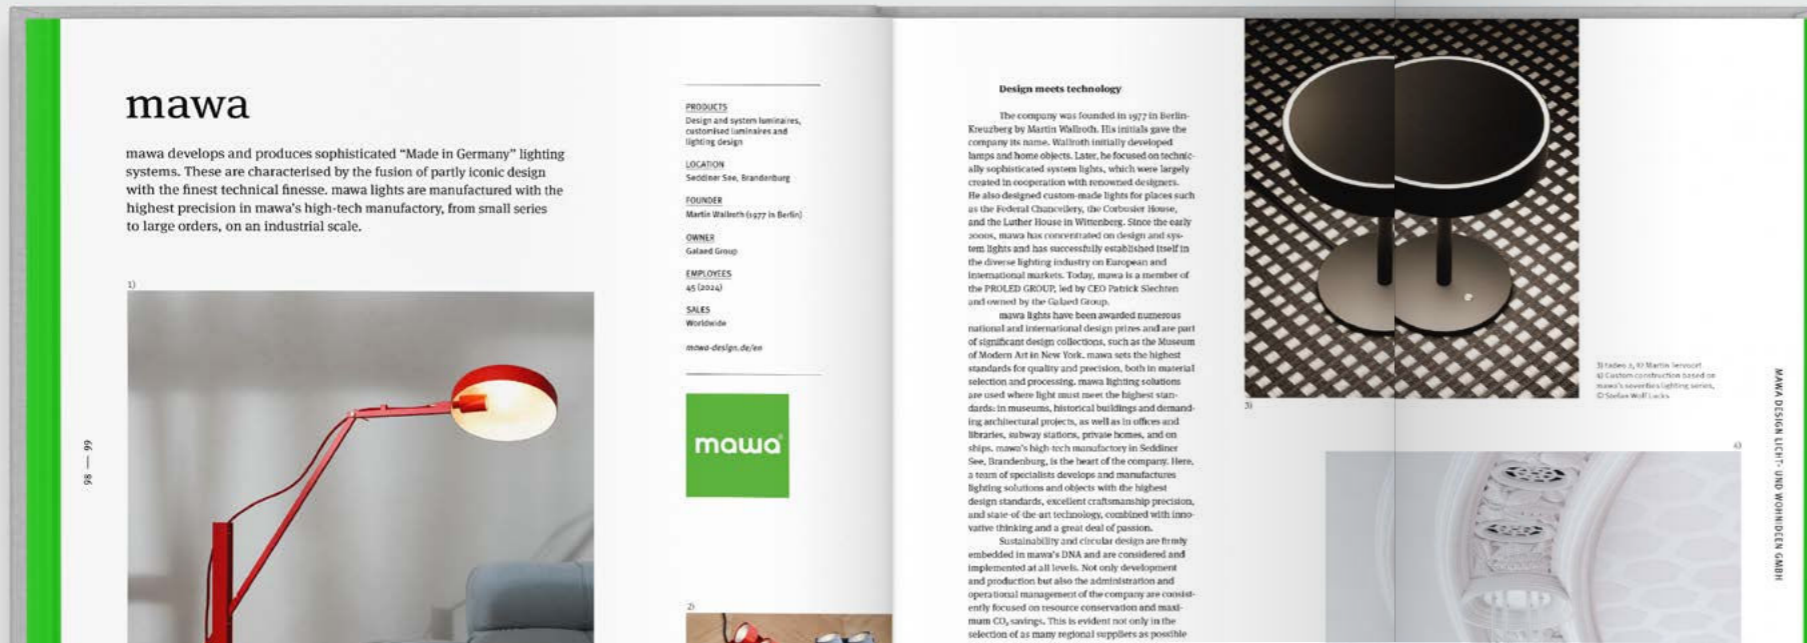 mawa
mawa develops and produces sophisticated “Made in Germany” lighting
systems. These are characterised by the fusion of partly iconic design
with the finest technical finesse. mawa lights are manufactured with the
highest precision in mawa’s high-tech manufactory, from small series
to large orders, on an industrial scale.
1)
98 — 99
PRODUCTS
Design and system luminaires,
customised luminaires and
lighting design
LOCATION
Seddiner See, Brandenburg
FOUNDER
Martin Wallroth (1977 in Berlin)
OWNER
Galaed Group
EMPLOYEES
45 (2024)
SALES
Worldwide
mawa-design.de/en
mawa
2)
Design meets technology
The company was founded in 1977 in Berlin-
Kreuzberg by Martin Wallroth. His initials gave the
company its name. Wallroth initially developed
lamps and home objects. Later, he focused on technic-
ally sophisticated system lights, which were largely
created in cooperation with renowned designers.
He also designed custom-made lights for places such
as the Federal Chancellery, the Corbusier House,
and the Luther House in Wittenberg. Since the early
2000s, mawa has concentrated on design and sys-
tem lights and has successfully established itself in
the diverse lighting industry on European and
international markets. Today, mawa is a member of
the PROLED GROUP, led by CEO Patrick Slechten
and owned by the Galaed Group.
mawa lights have been awarded numerous
national and international design prizes and are part
of significant design collections, such as the Museum
of Modern Art in New York. mawa sets the highest
standards for quality and precision, both in material
selection and processing. mawa lighting solutions
are used where light must meet the highest stan-
dards: in museums, historical buildings and demand-
ing architectural projects, as well as in offices and
libraries, subway stations, private homes, and on
ships. mawa’s high-tech manufactory in Seddiner
See, Brandenburg, is the heart of the company. Here,
a team of specialists develops and manufactures
lighting solutions and objects with the highest
design standards, excellent craftsmanship precision,
and state-of-the-art technology, combined with inno-
vative thinking and a great deal of passion.
Sustainability and circular design are firmly
embedded in mawa’s DNA and are considered and
implemented at all levels. Not only development
and production but also the administration and
operational management of the company are consist-
ently focused on resource conservation and maxi-
mum CO₂ savings. This is evident not only in the
selection of as many regional suppliers as possible
3)
3) fadeo 2, © Martin
4) Custom construction based on
mawa’s seventies lighting series,
© Stefan Wolf Lucks
4)
MAWA DESIGN LICHT- UND WOHNIDEEN GMBH